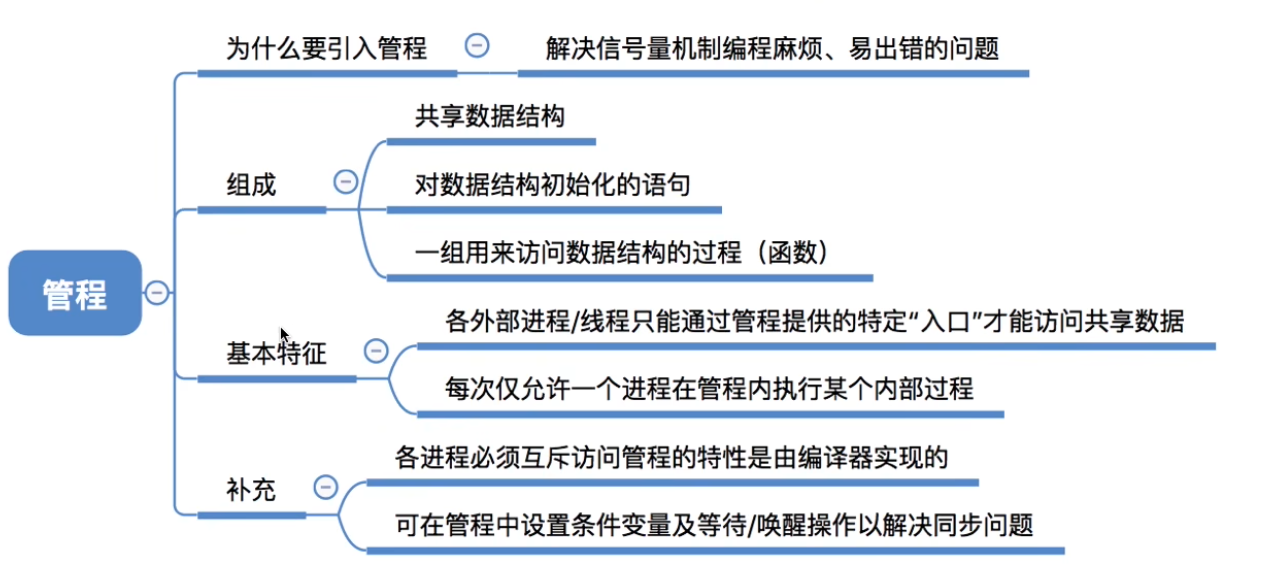 管程
为什么要引入管程
解决信号量机制编程麻烦、易出错的问题
组成
共享数据结构
对数据结构初始化的语句
一组用来访问数据结构的过程（函数）
基本特征
各外部进程/线程只能通过管程提供的特定“入口”才能访问共享数据
每次仅允许一个进程在管程内执行某个内部过程
补充
各进程必须互斥访问管程的特性是由编译器实现的
可在管程中设置条件变量及等待/唤醒操作以解决同步问题